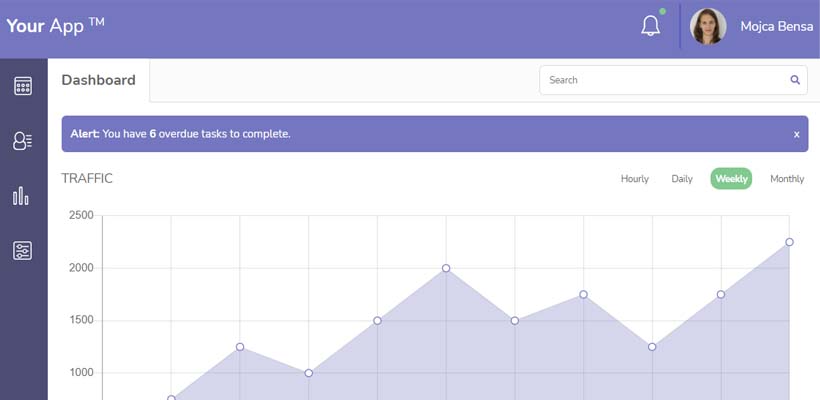 Your App TM
Mojca Bensa
Dashboard
Search
Alert: You have 6 overdue tasks to complete.
x
TRAFFIC
Hourly Daily Weekly Monthly
2500
2000
1500
1000